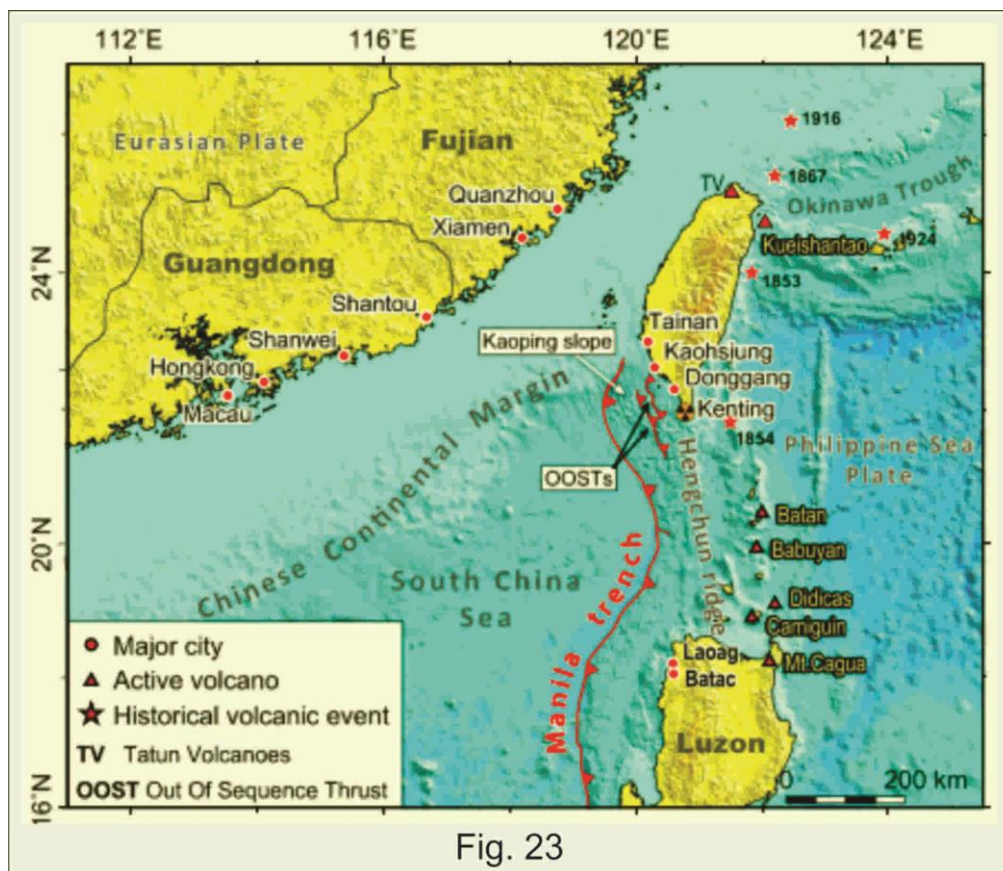 112°E 116°E 120°E 124°E
1916
Fujian
Eurasian Plate
TV
1867
Quanzhou
Okinawa Trough
Xiamen
1924
Kueishantao
Guangdong
24°N
1853
Shantou
Tainan
Kaoping slope
Shanwei
Kaohsiung
Hongkong
Donggang
Macau
Kenting
Chinese Continental Margin
1854
Philippine Sea
Plate
OOSTs
Hengchun ridge
Batan
20°N
Babuyan
South China
Sea
Manila trench
Didicas
Camiguin
Major city
Laoag
Mt.Cagua
Active volcano
Batac
Historical volcanic event
Luzon
TV Tatun Volcanoes
0 200 km
OOST Out Of Sequence Thrust
16°N
Fig. 23